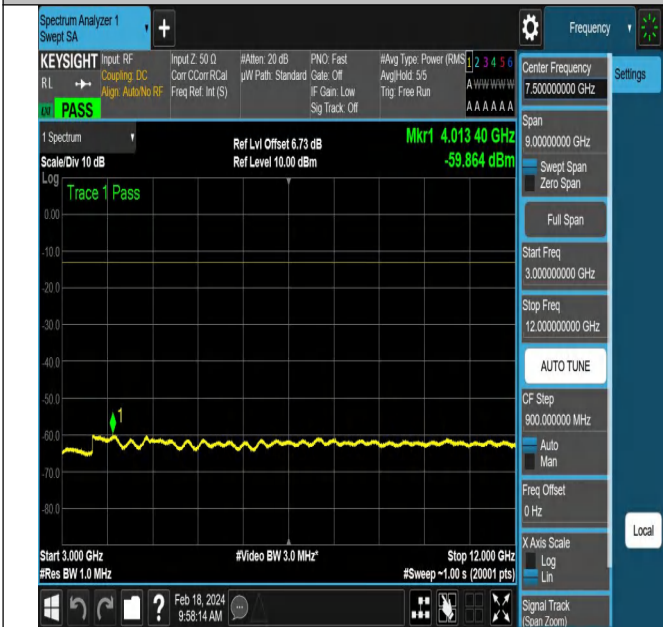 Spectrum Analyzer 1
Swept SA
Frequency
KEYSIGHT
RL
PASS
Input: RF
Coupling: DC
Align: Auto/No RF
Input Z: 50 Ω
Corr CCorr RCal
Freq Ref: Int (S)
#Atten: 20 dB
µW Path: Standard
PNO: Fast
Gate: Off
IF Gain: Low
Sig Track: Off
#Avg Type: Power (RMS
Avg|Hold: 5/5
Trig: Free Run
1 2 3 4 5 6
A W W W W W
A A A A A A
1 Spectrum
Scale/Div 10 dB
Log
Ref Lvl Offset 6.73 dB
Ref Level 10.00 dBm
Mkr1 4.013 40 GHz
-59.864 dBm
Trace 1 Pass
0.00
-10.0
-20.0
-30.0
-40.0
-50.0
-60.0
-70.0
-80.0
1
Start 3.000 GHz
#Res BW 1.0 MHz
#Video BW 3.0 MHz*
Stop 12.000 GHz
#Sweep ~1.00 s (20001 pts)
Feb 18, 2024
9:58:14 AM
Center Frequency
7.500000000 GHz
Settings
Span
9.00000000 GHz
Swept Span
Zero Span
Full Span
Start Freq
3.000000000 GHz
Stop Freq
12.000000000 GHz
AUTO TUNE
CF Step
900.000000 MHz
Auto
Man
Freq Offset
0 Hz
X Axis Scale
Log
Lin
Local
Signal Track
(Span Zoom)